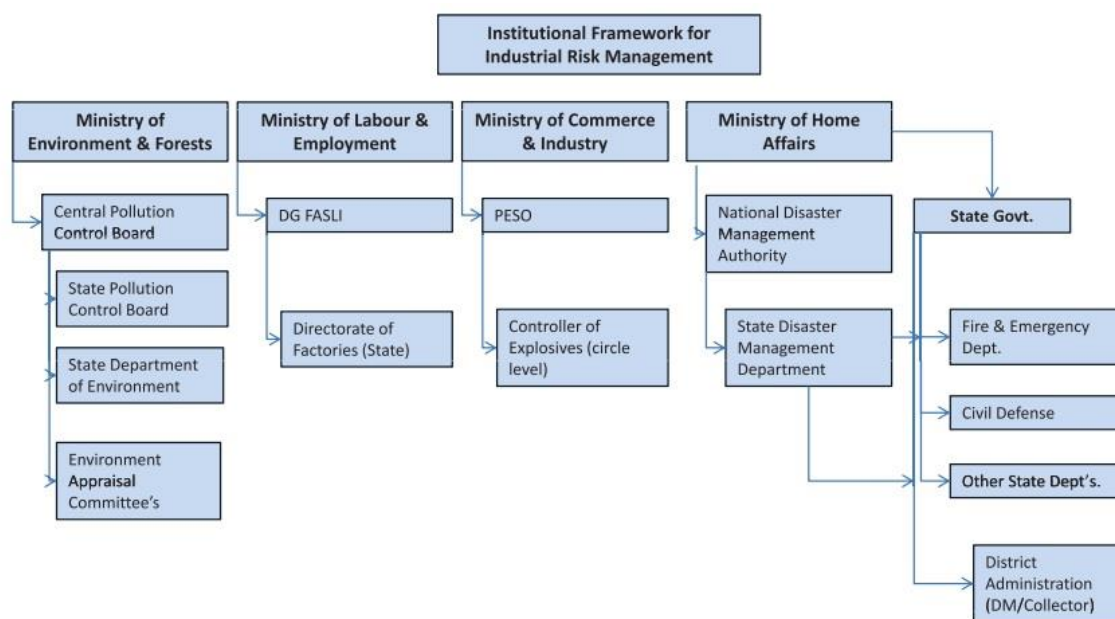 Institutional Framework for
Industrial Risk Management
Ministry of
Environment & Forests
Central Pollution
Control Board
State Pollution
Control Board
State Department
of Environment
Environment
Appraisal
Committee's
Ministry of Labour &
Employment
DG FASLI
Directorate of
Factories (State)
Ministry of Commerce
& Industry
PESO
Controller of
Explosives (circle
level)
Ministry of Home
Affairs
National Disaster
Management
Authority
State Disaster
Management
Department
State Govt.
Fire & Emergency
Dept.
Civil Defense
Other State Dept's.
District
Administration
(DM/Collector)